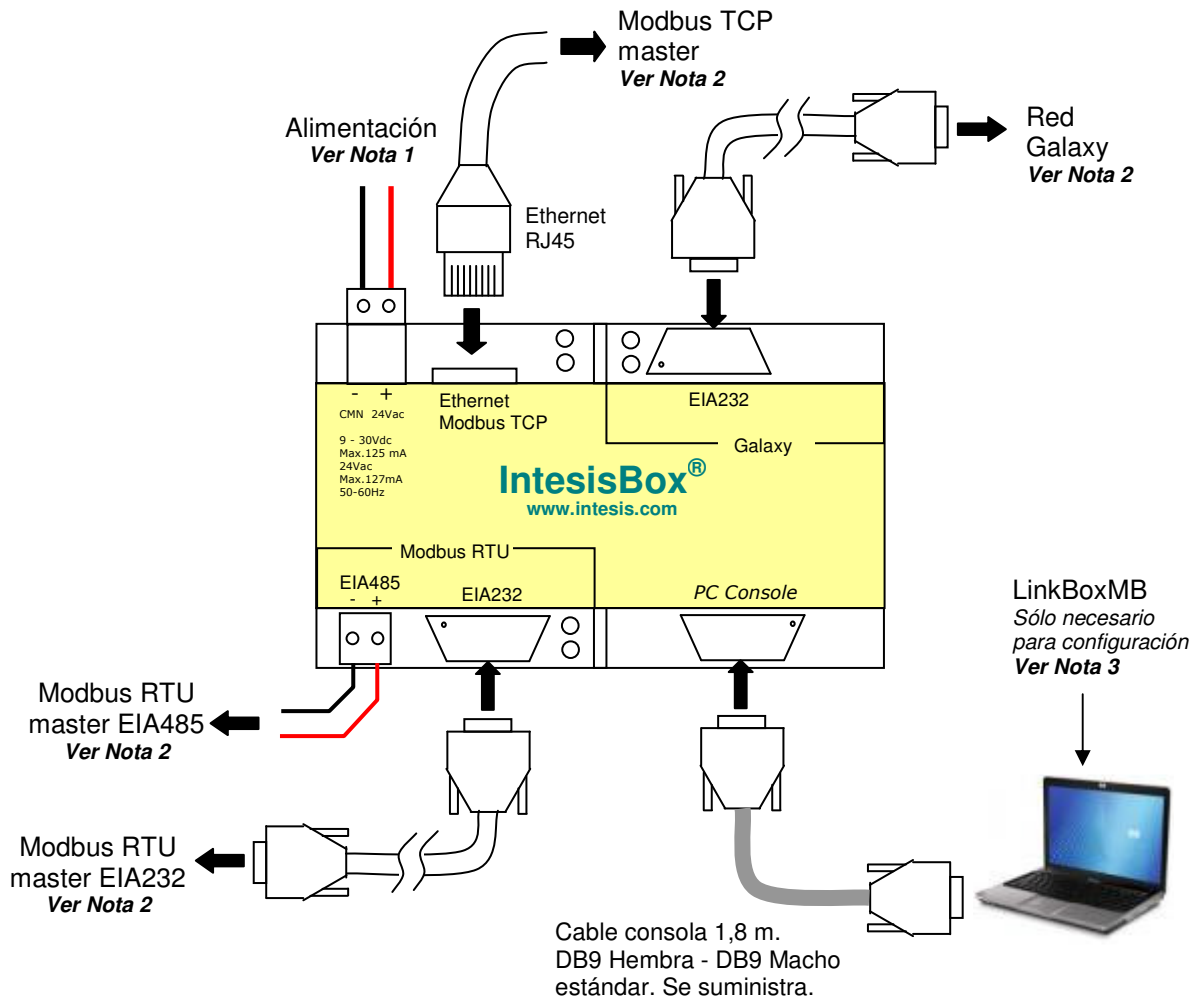 Modbus TCP
master
Ver Nota 2
Alimentación
Ver Nota 1
Red
Galaxy
Ver Nota 2
Ethernet
RJ45
- +
CMN 24Vac
9 - 30Vdc
Max.125 mA
24Vac
Max.127mA
50-60Hz
Ethernet
Modbus TCP
EIA232
Galaxy
IntesisBox®
www.intesis.com
Modbus RTU
EIA485
- +
EIA232
PC Console
LinkBoxMB
Sólo necesario
para configuración
Ver Nota 3
Modbus RTU
master EIA485
Ver Nota 2
Modbus RTU
master EIA232
Ver Nota 2
Cable consola 1,8 m.
DB9 Hembra - DB9 Macho
estándar. Se suministra.